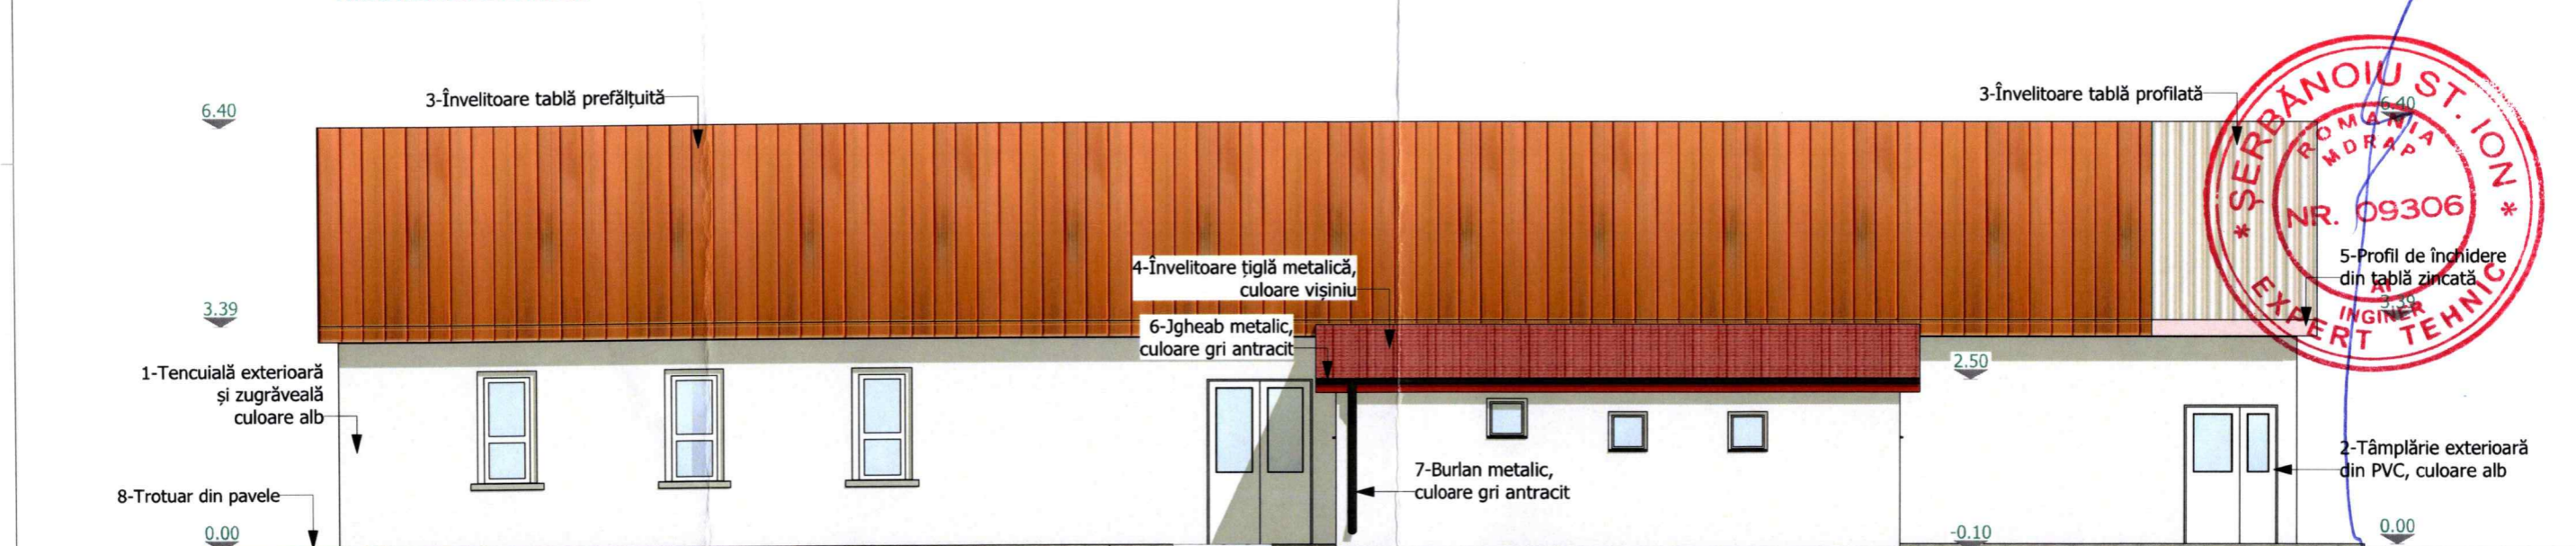 3-Învelitoare tablă prefălțuită
3-Învelitoare tablă profilată
6.40
6.40
ȘERBĂNOIU ST. ION
ROMANIA
MDRAP
NR. 09306
AP
INGINER
* EXPERT TEHNIC *
4-Învelitoare țiglă metalică,
culoare vișiniu
5-Profil de închidere
din tablă zincată
3.39
3.39
6-Jgheab metalic,
culoare gri antracit
1-Tencuială exterioară
și zugrăveală
culoare alb
2.50
2-Tâmplărie exterioară
din PVC, culoare alb
7-Burlan metalic,
culoare gri antracit
8-Trotuar din pavele
0.00
-0.10
0.00